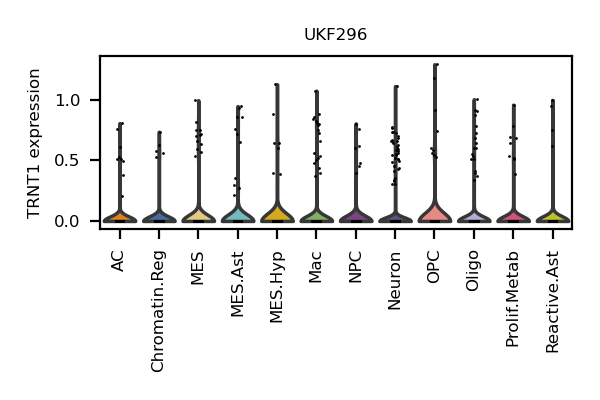 UKF296
TRNT1 expression
1.0
0.5
0.0
AC
Chromatin.Reg
MES
MES.Ast
MES.Hyp
Mac
NPC
Neuron
OPC
Oligo
Prolif.Metab
Reactive.Ast